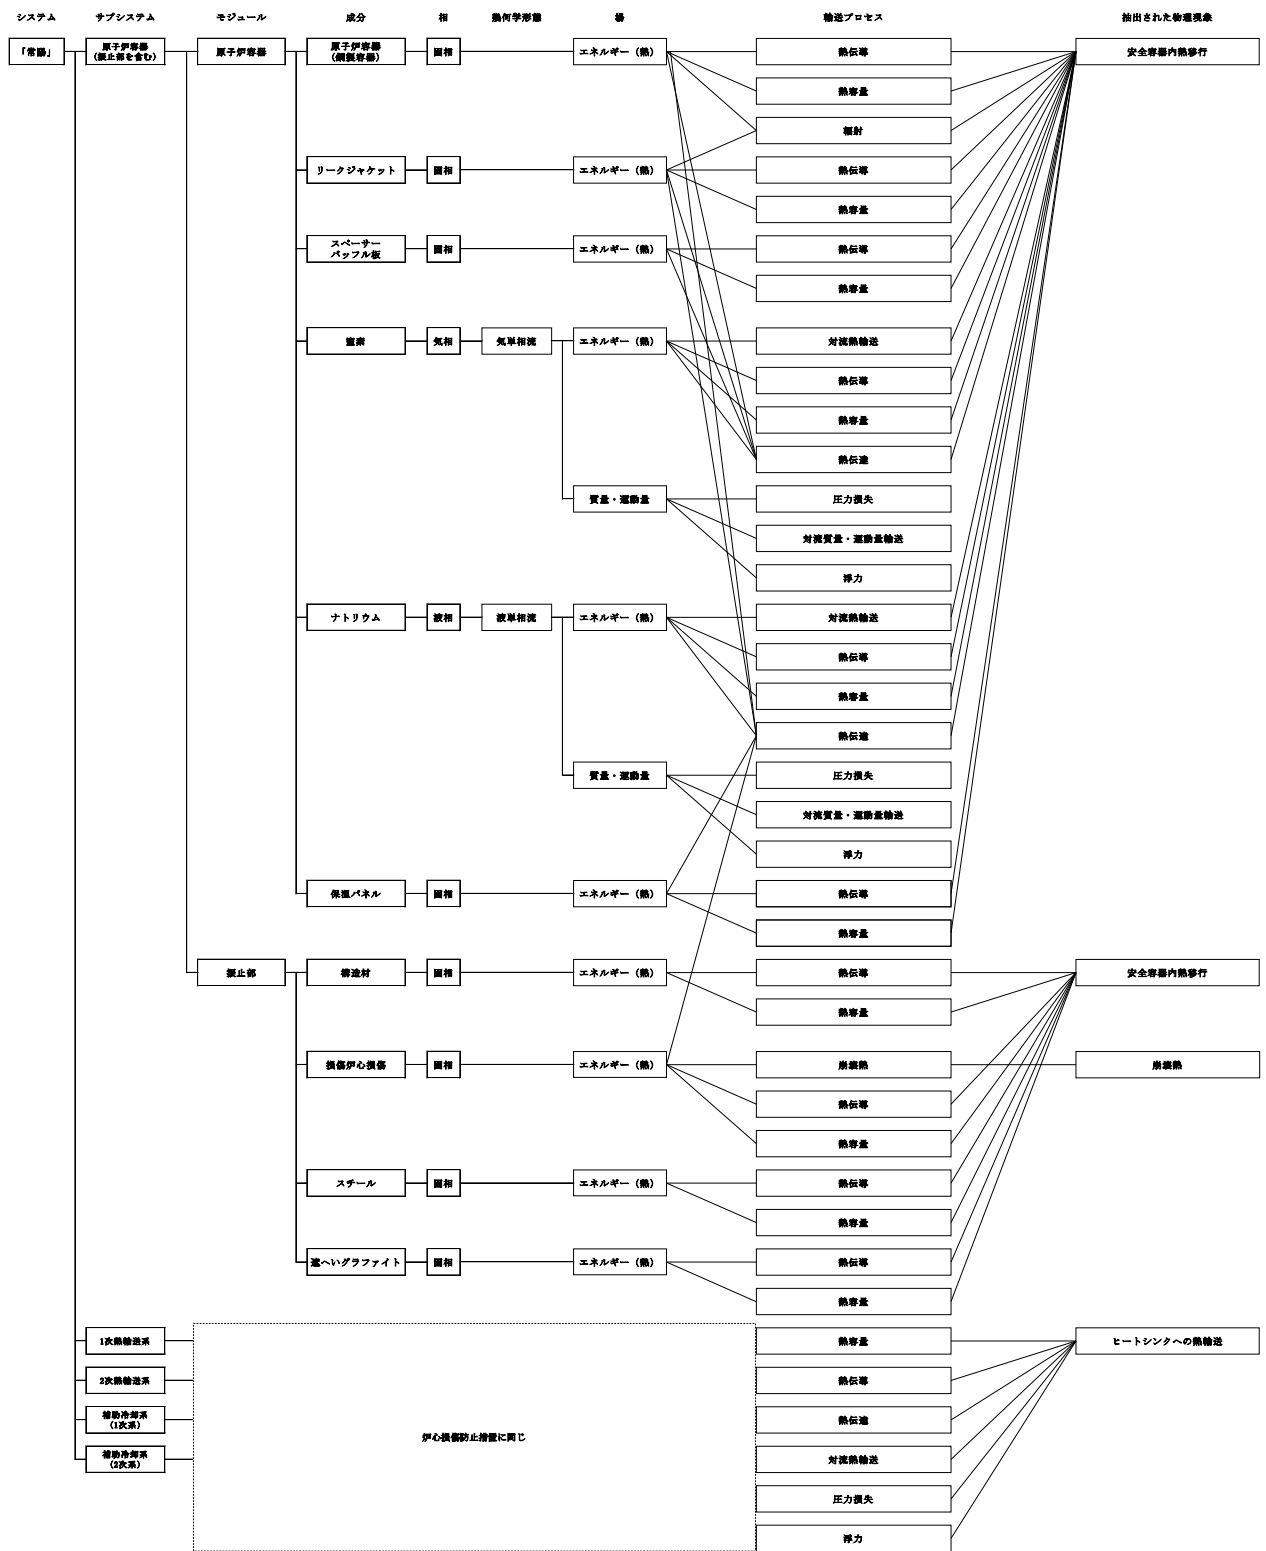 システム
サブシステム
モジュール
成分
相
幾何学形態
場
輸送プロセス
抽出された物理現象
「常陽」
原子炉容器
(振止部を含む)
原子炉容器
原子炉容器
(鋼製容器)
固相
エネルギー（熱）
熱伝導
安全容器内熱移行
熱容量
輻射
リークジャケット
固相
エネルギー（熱）
熱伝導
熱容量
スペーサー
バッフル板
固相
エネルギー（熱）
熱伝導
熱容量
窒素
気相
気単相流
エネルギー（熱）
対流熱輸送
熱伝導
熱容量
熱伝達
質量・運動量
圧力損失
対流質量・運動量輸送
浮力
ナトリウム
液相
液単相流
エネルギー（熱）
対流熱輸送
熱伝導
熱容量
熱伝達
質量・運動量
圧力損失
対流質量・運動量輸送
浮力
保温パネル
固相
エネルギー（熱）
熱伝導
熱容量
振止部
構造材
固相
エネルギー（熱）
熱伝導
安全容器内熱移行
熱容量
損傷炉心損傷
固相
エネルギー（熱）
崩壊熱
崩壊熱
熱伝導
熱容量
スチール
固相
エネルギー（熱）
熱伝導
熱容量
遮へいグラファイト
固相
エネルギー（熱）
熱伝導
熱容量
1次熱輸送系
熱容量
ヒートシンクへの熱輸送
2次熱輸送系
熱伝導
補助冷却系
(1次系)
熱伝達
炉心損傷防止措置に同じ
補助冷却系
(2次系)
対流熱輸送
圧力損失
浮力